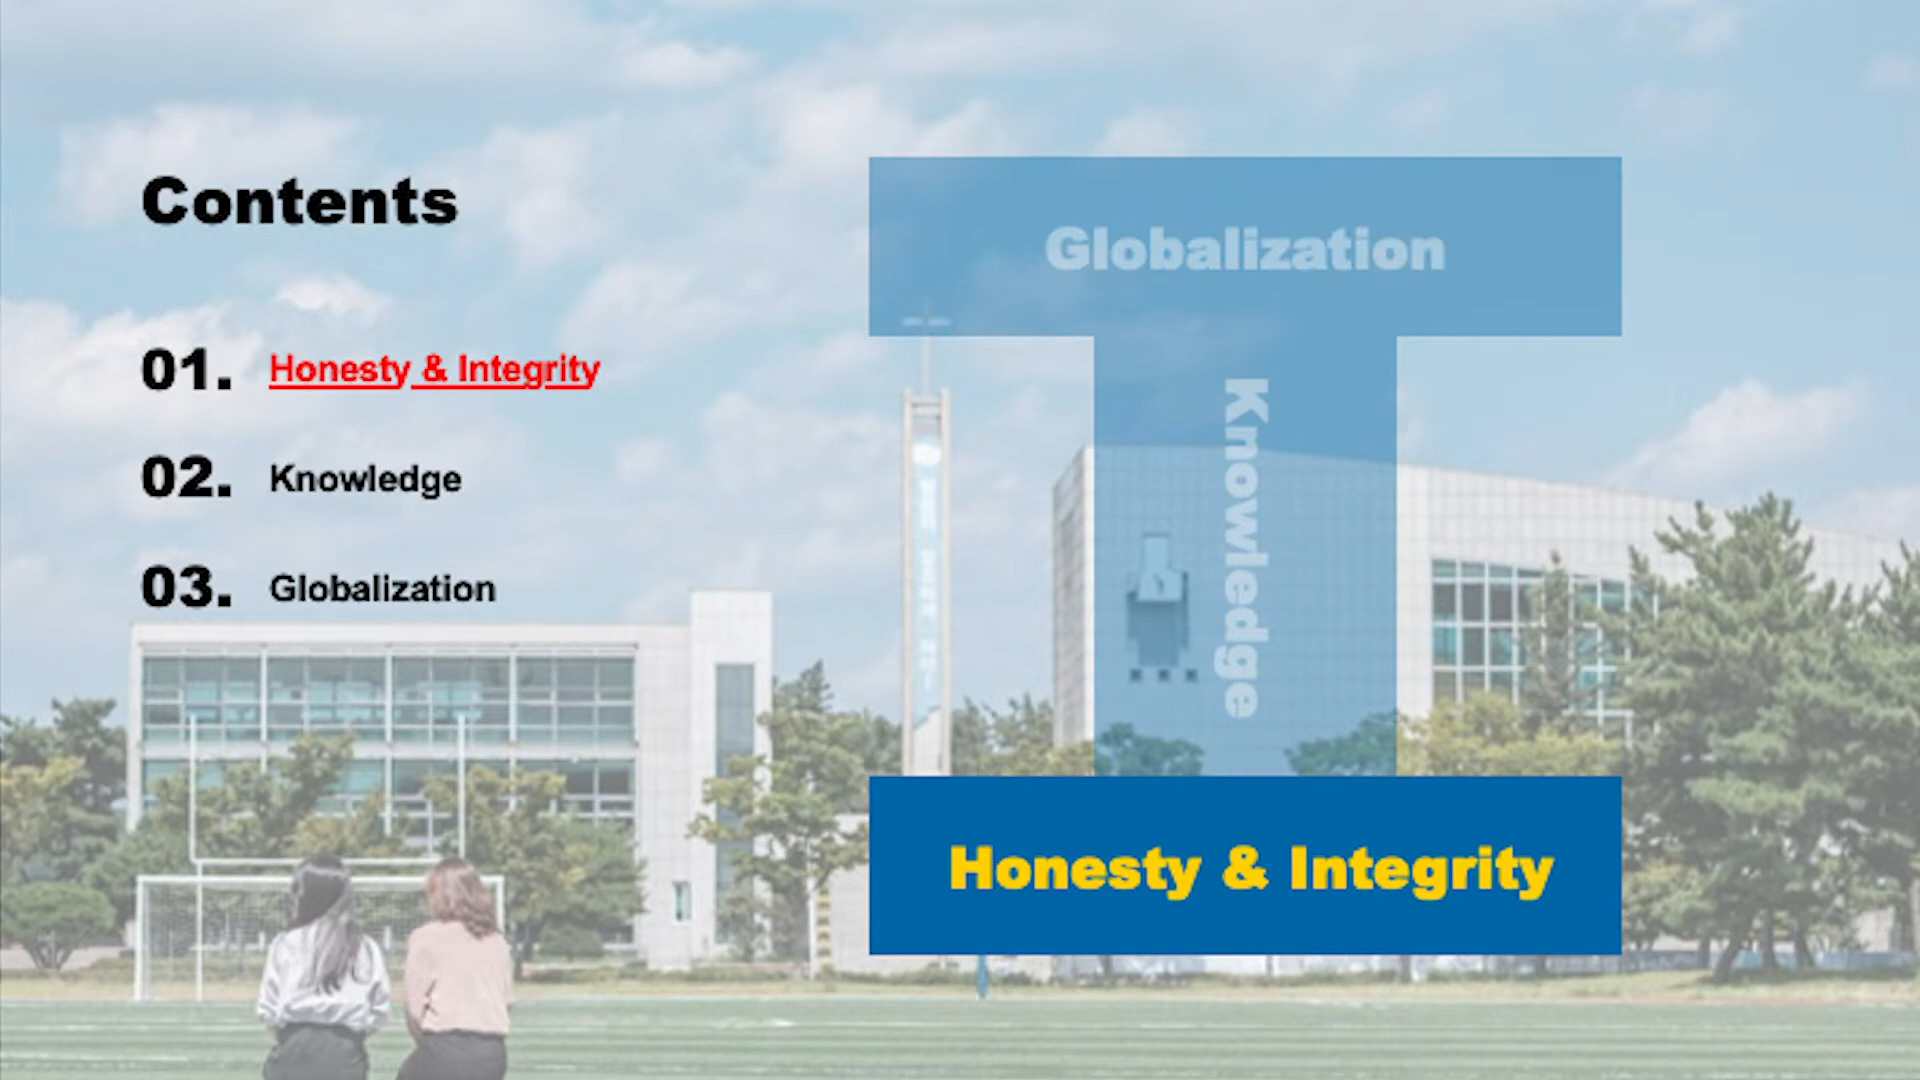 Contents
01. Honesty & Integrity
02. Knowledge
03. Globalization
Globalization
Knowledge
Honesty & Integrity